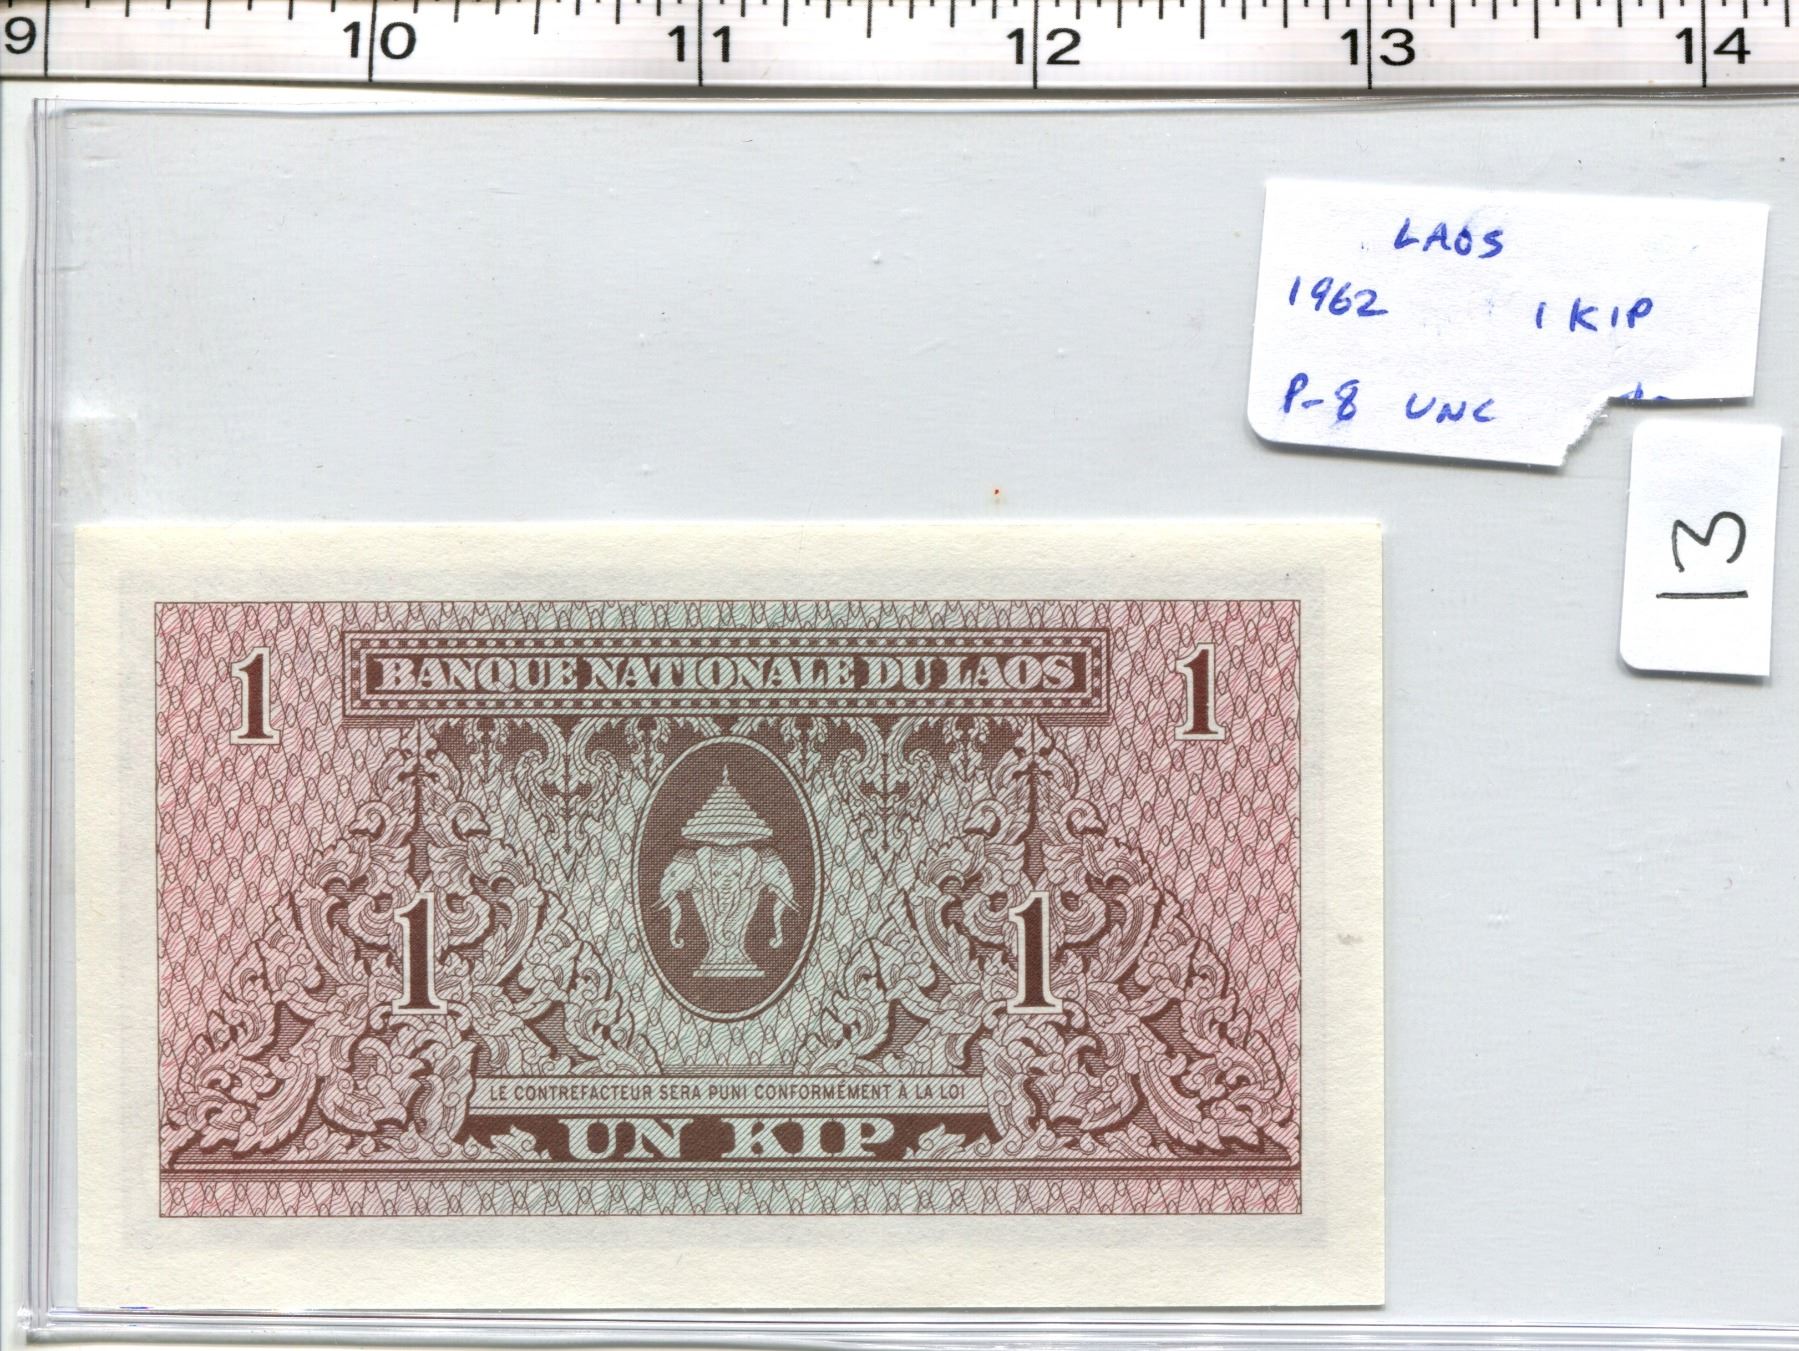 9 10 11 12 13 14
LAOS
1962 1 KIP
P-8 UNC
13
1 BANQUE NATIONALE DU LAOS 1
1 1
LE CONTREFACTEUR SERA PUNI CONFORMÉMENT À LA LOI
UN KIP